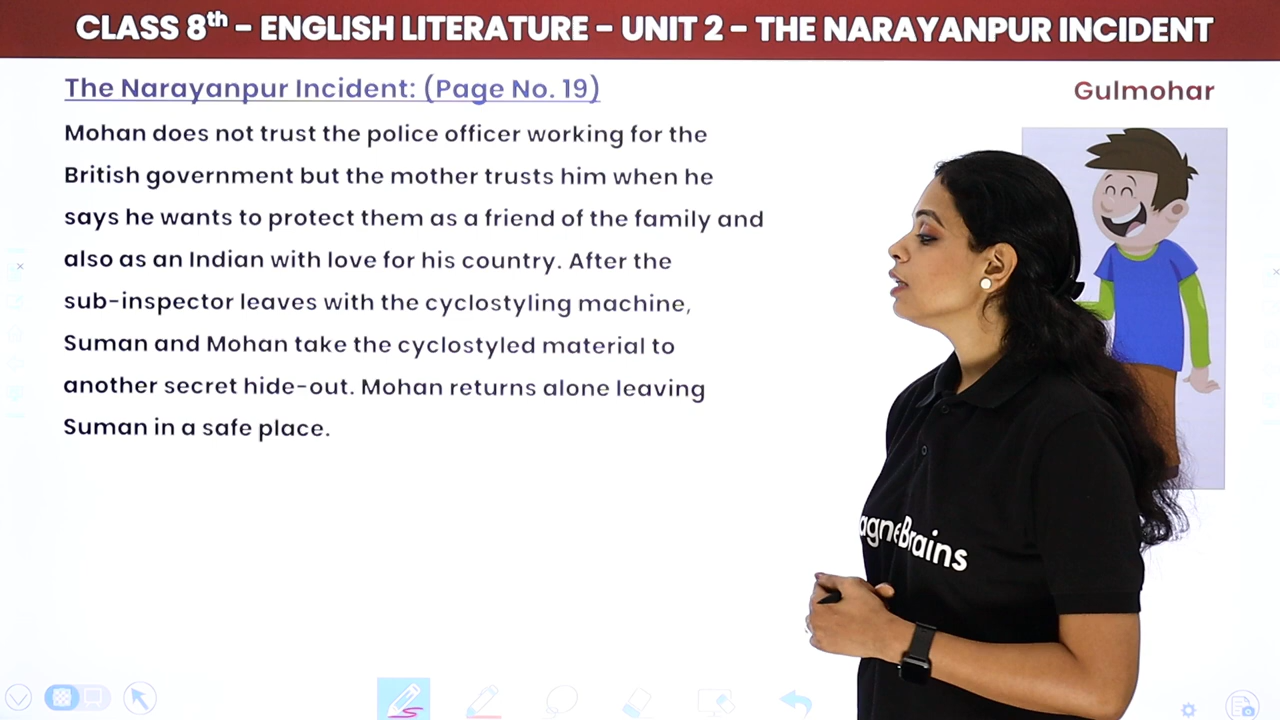 CLASS 8th – ENGLISH LITERATURE – UNIT 2 – THE NARAYANPUR INCIDENT
The Narayanpur Incident: (Page No. 19)
Gulmohar
Mohan does not trust the police officer working for the
British government but the mother trusts him when he
says he wants to protect them as a friend of the family and
also as an Indian with love for his country. After the
sub-inspector leaves with the cyclostyling machine,
Suman and Mohan take the cyclostyled material to
another secret hide-out. Mohan returns alone leaving
Suman in a safe place.
agneBrains